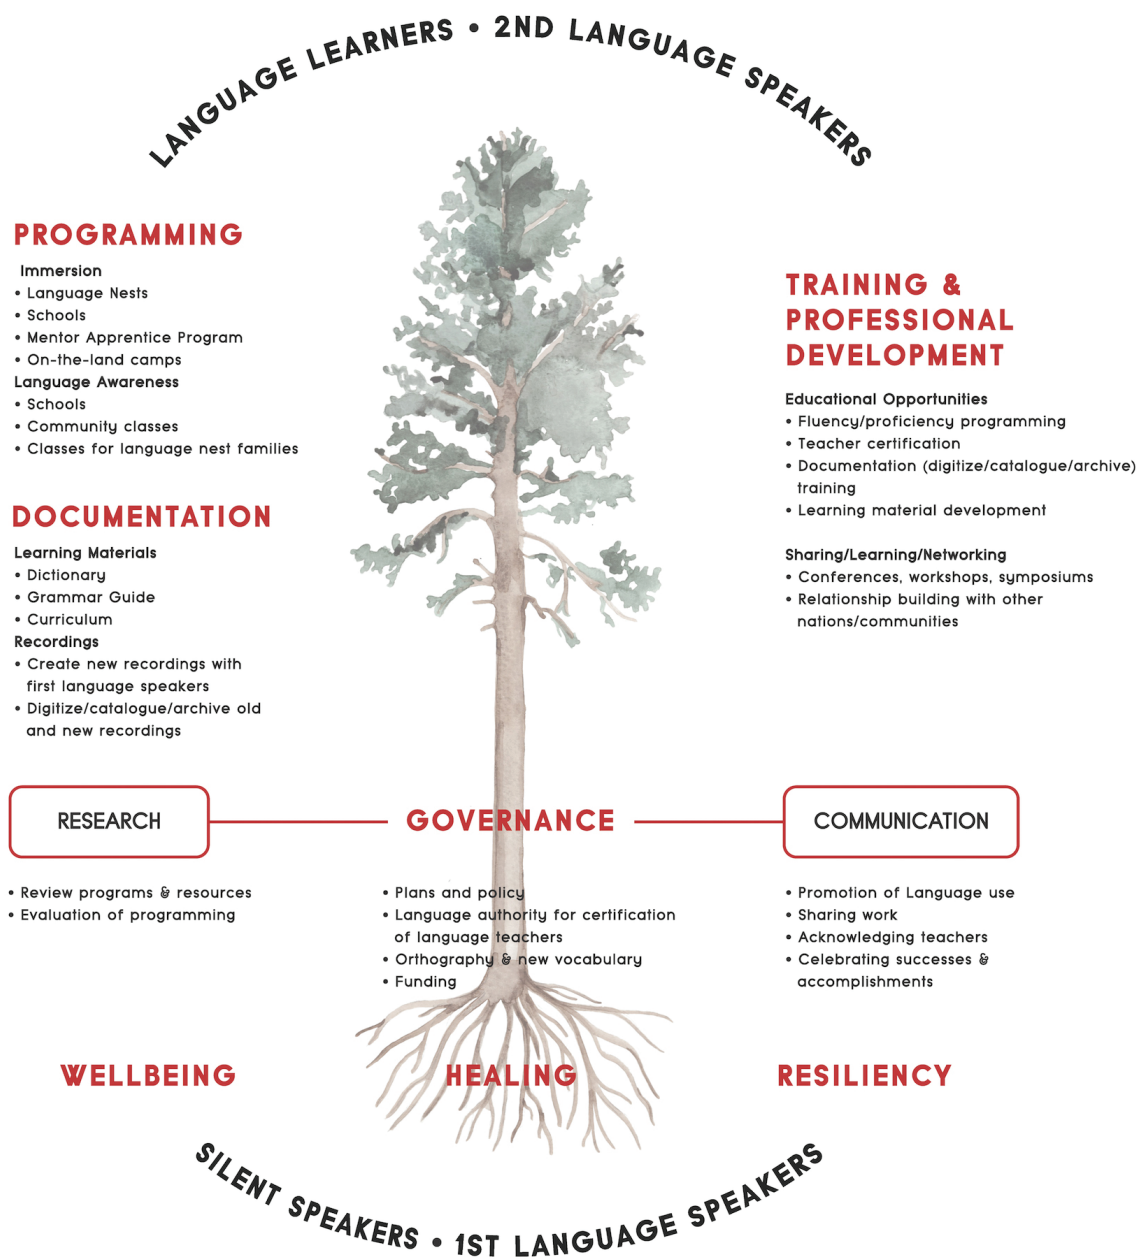 LANGUAGE LEARNERS • 2ND LANGUAGE SPEAKERS
PROGRAMMING
Immersion
• Language Nests
• Schools
• Mentor Apprentice Program
• On-the-land camps
Language Awareness
• Schools
• Community classes
• Classes for language nest families
DOCUMENTATION
Learning Materials
• Dictionary
• Grammar Guide
• Curriculum
Recordings
• Create new recordings with
first language speakers
• Digitize/catalogue/archive old
and new recordings
TRAINING &
PROFESSIONAL
DEVELOPMENT
Educational Opportunities
• Fluency/proficiency programming
• Teacher certification
• Documentation (digitize/catalogue/archive)
training
• Learning material development
Sharing/Learning/Networking
• Conferences, workshops, symposiums
• Relationship building with other
nations/communities
RESEARCH
• Review programs & resources
• Evaluation of programming
GOVERNANCE
• Plans and policy
• Language authority for certification
of language teachers
• Orthography & new vocabulary
• Funding
COMMUNICATION
• Promotion of Language use
• Sharing work
• Acknowledging teachers
• Celebrating successes &
accomplishments
WELLBEING
HEALING
RESILIENCY
SILENT SPEAKERS • 1ST LANGUAGE SPEAKERS